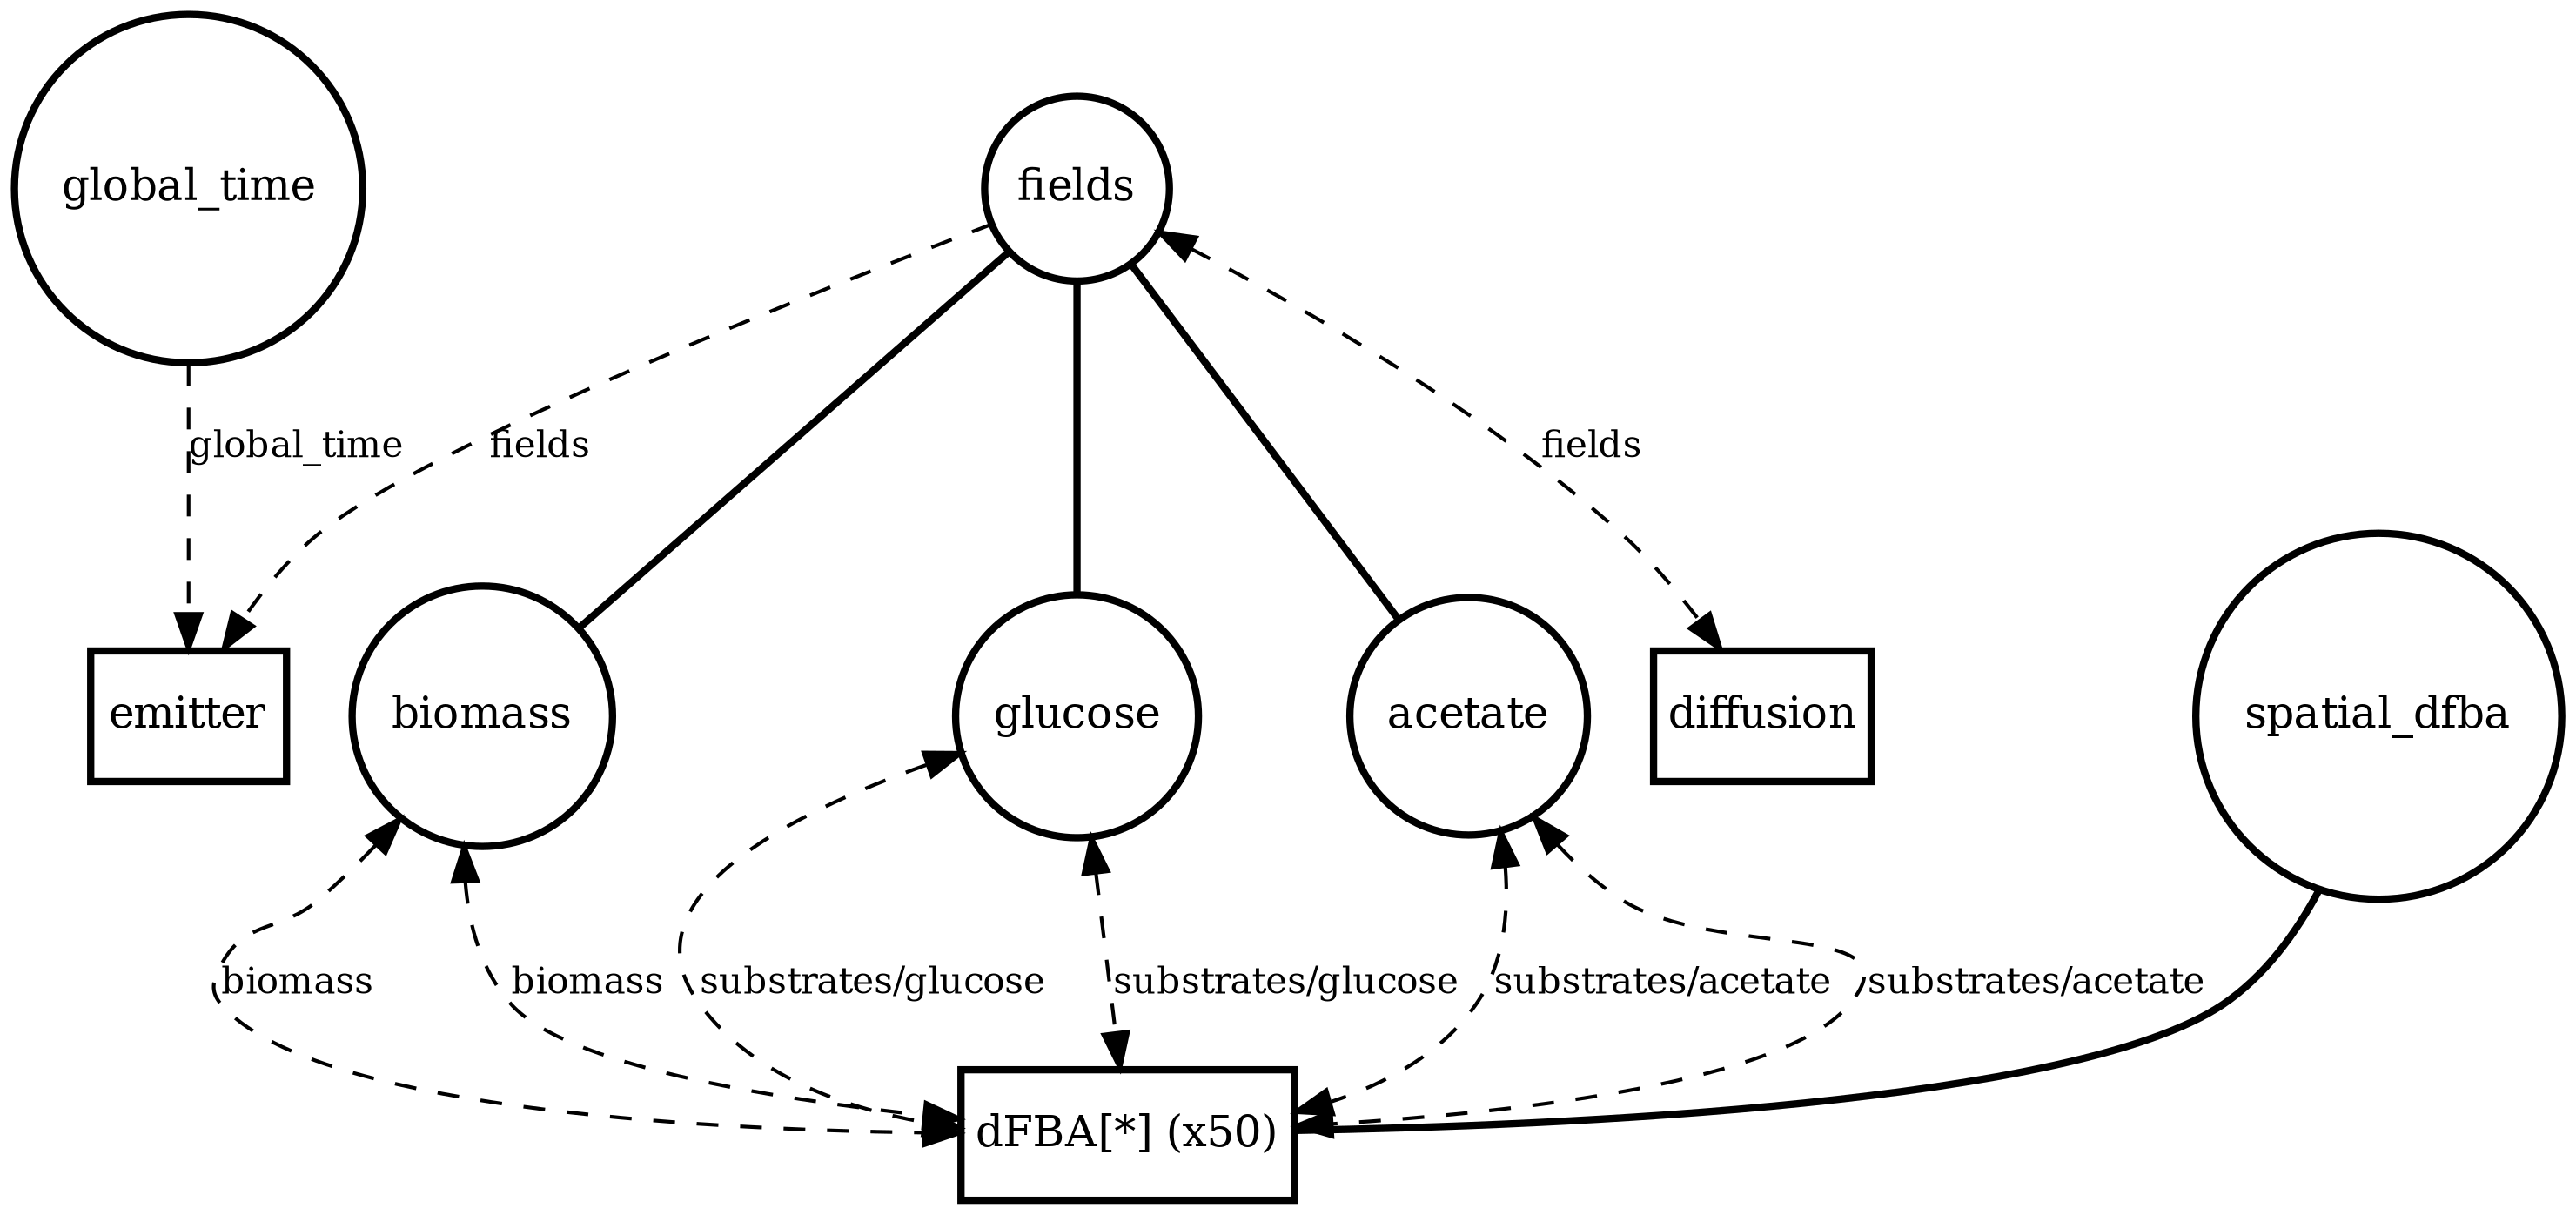 global_time
fields
global_time
fields
fields
emitter
biomass
glucose
acetate
diffusion
spatial_dfba
biomass
biomass
substrates/glucose
substrates/glucose
substrates/acetate
substrates/acetate
dFBA[*] (x50)